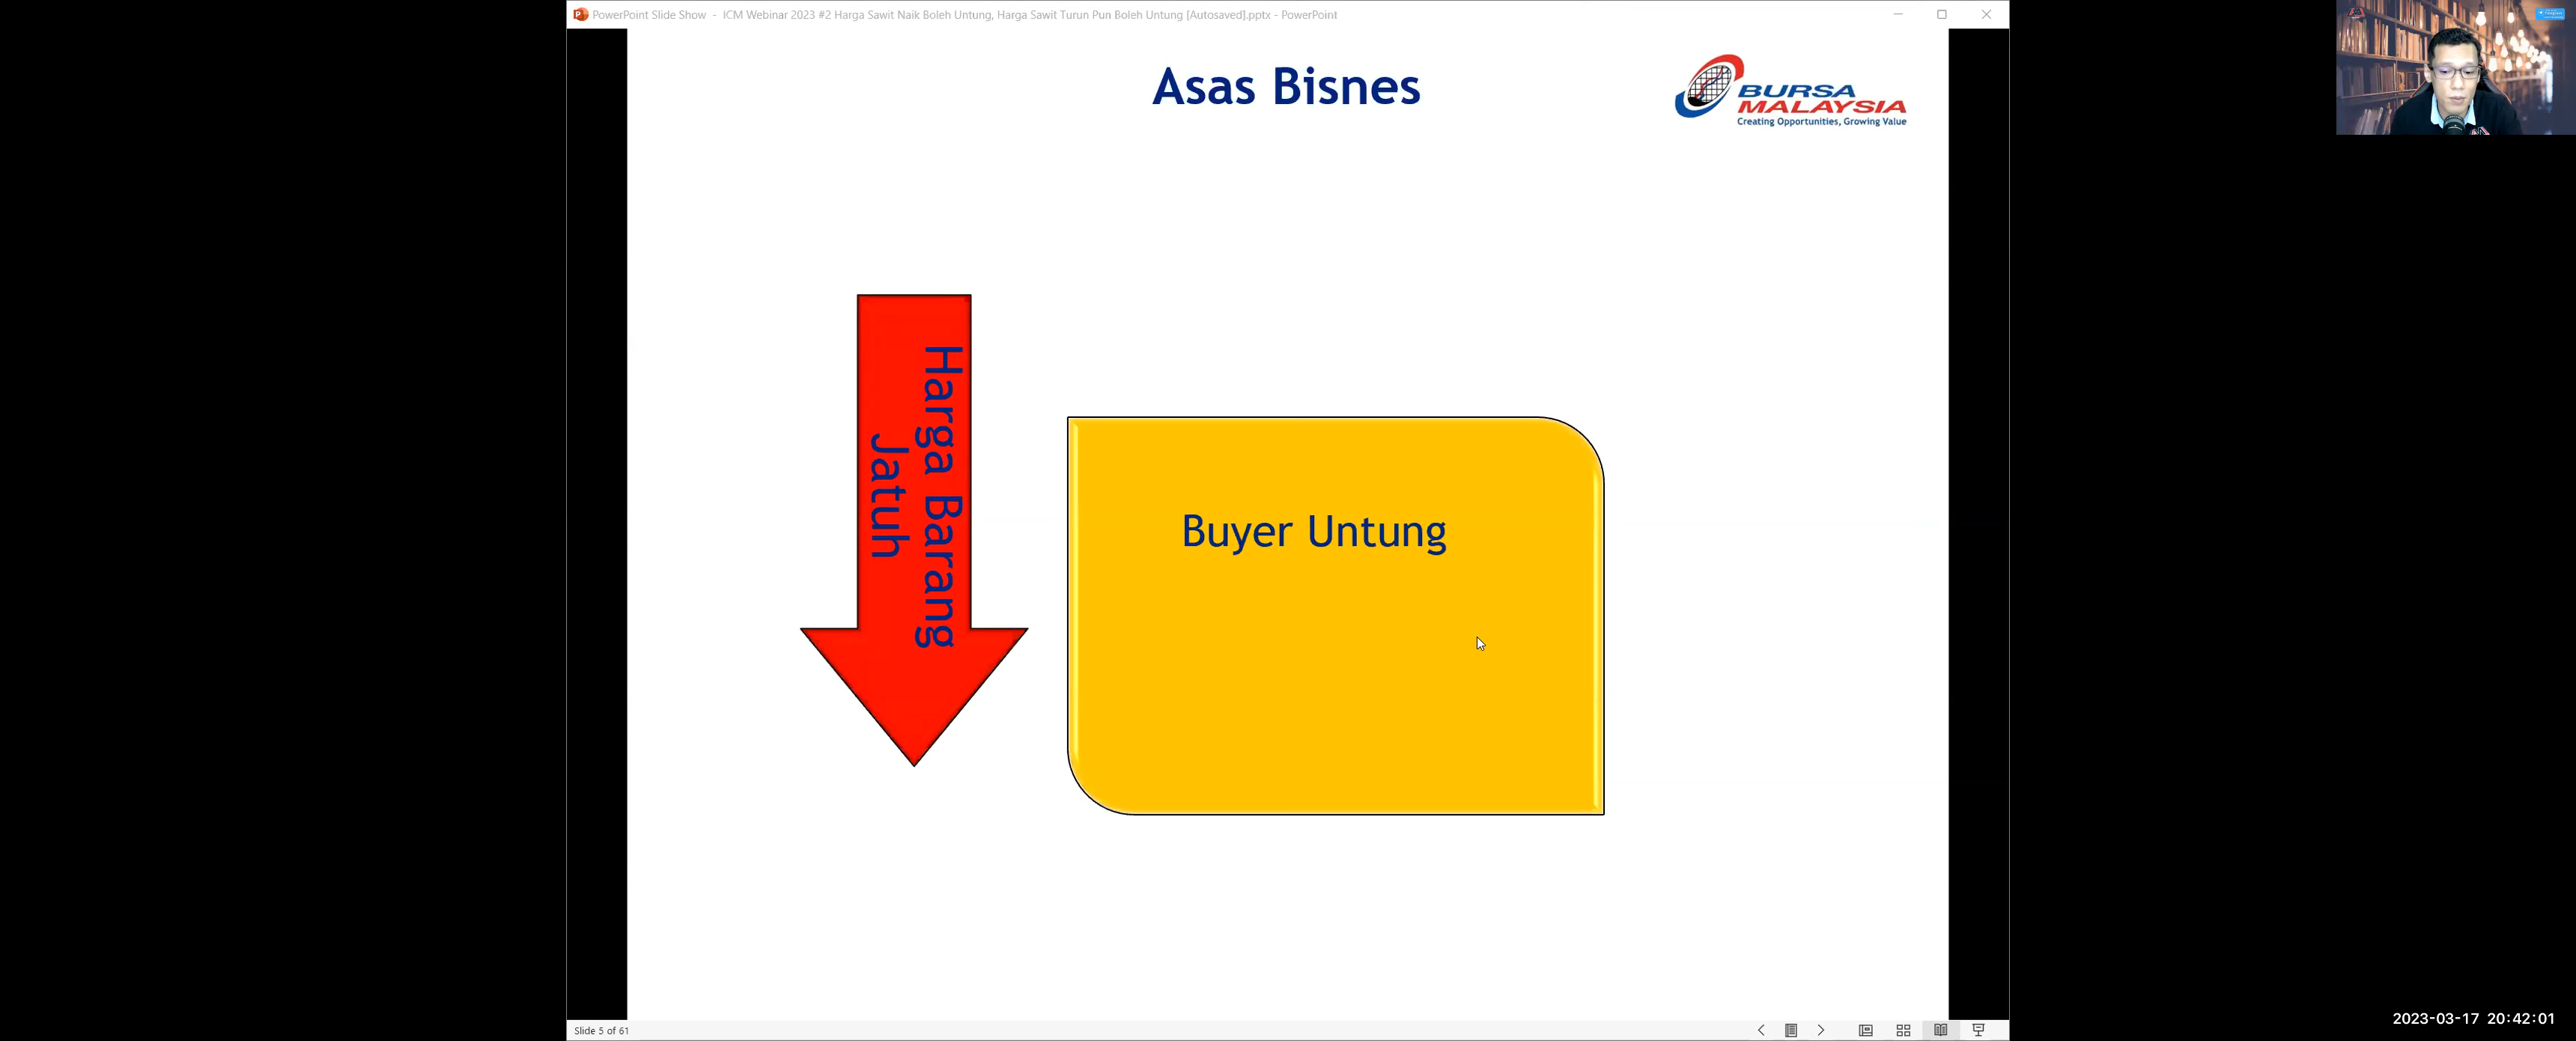 PowerPoint Slide Show - ICM Webinar 2023 #2 Harga Sawit Naik Boleh Untung, Harga Sawit Turun Pun Boleh Untung [Autosaved].pptx - PowerPoint
Asas Bisnes
BURSA
MALAYSIA
Creating Opportunities, Growing Value
Harga Barang
Jatuh
Buyer Untung
Slide 5 of 61
2023-03-17 20:42:01